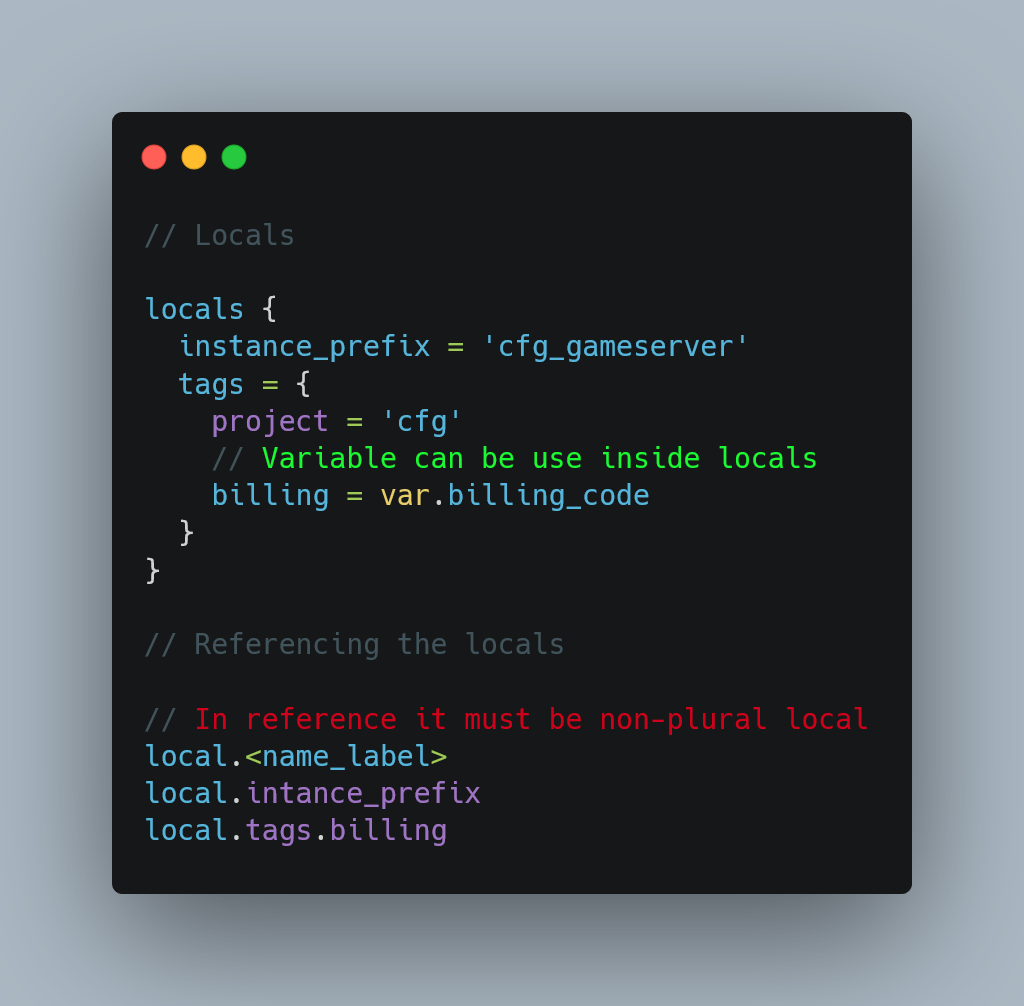 // Locals
locals {
  instance_prefix = 'cfg_gameserver'
  tags = {
    project = 'cfg'
    // Variable can be use inside locals
    billing = var.billing_code
  }
}
// Referencing the locals
// In reference it must be non-plural local
local.<name_label>
local.intance_prefix
local.tags.billing